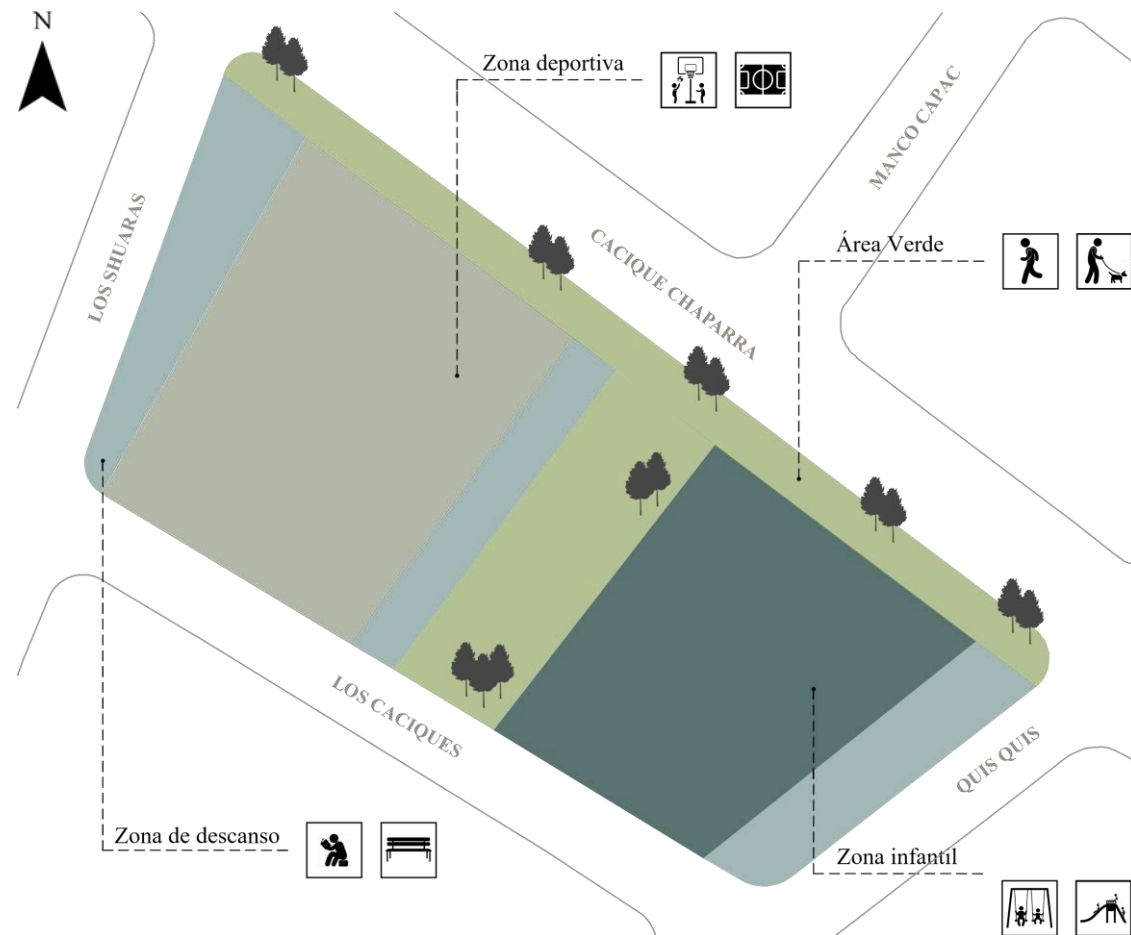 N
Zona deportiva
MANCO CAPAC
LOS SHUARAS
CACIQUE CHAPARRA
Área Verde
LOS CACIQUES
QUIS QUIS
Zona de descanso
Zona infantil